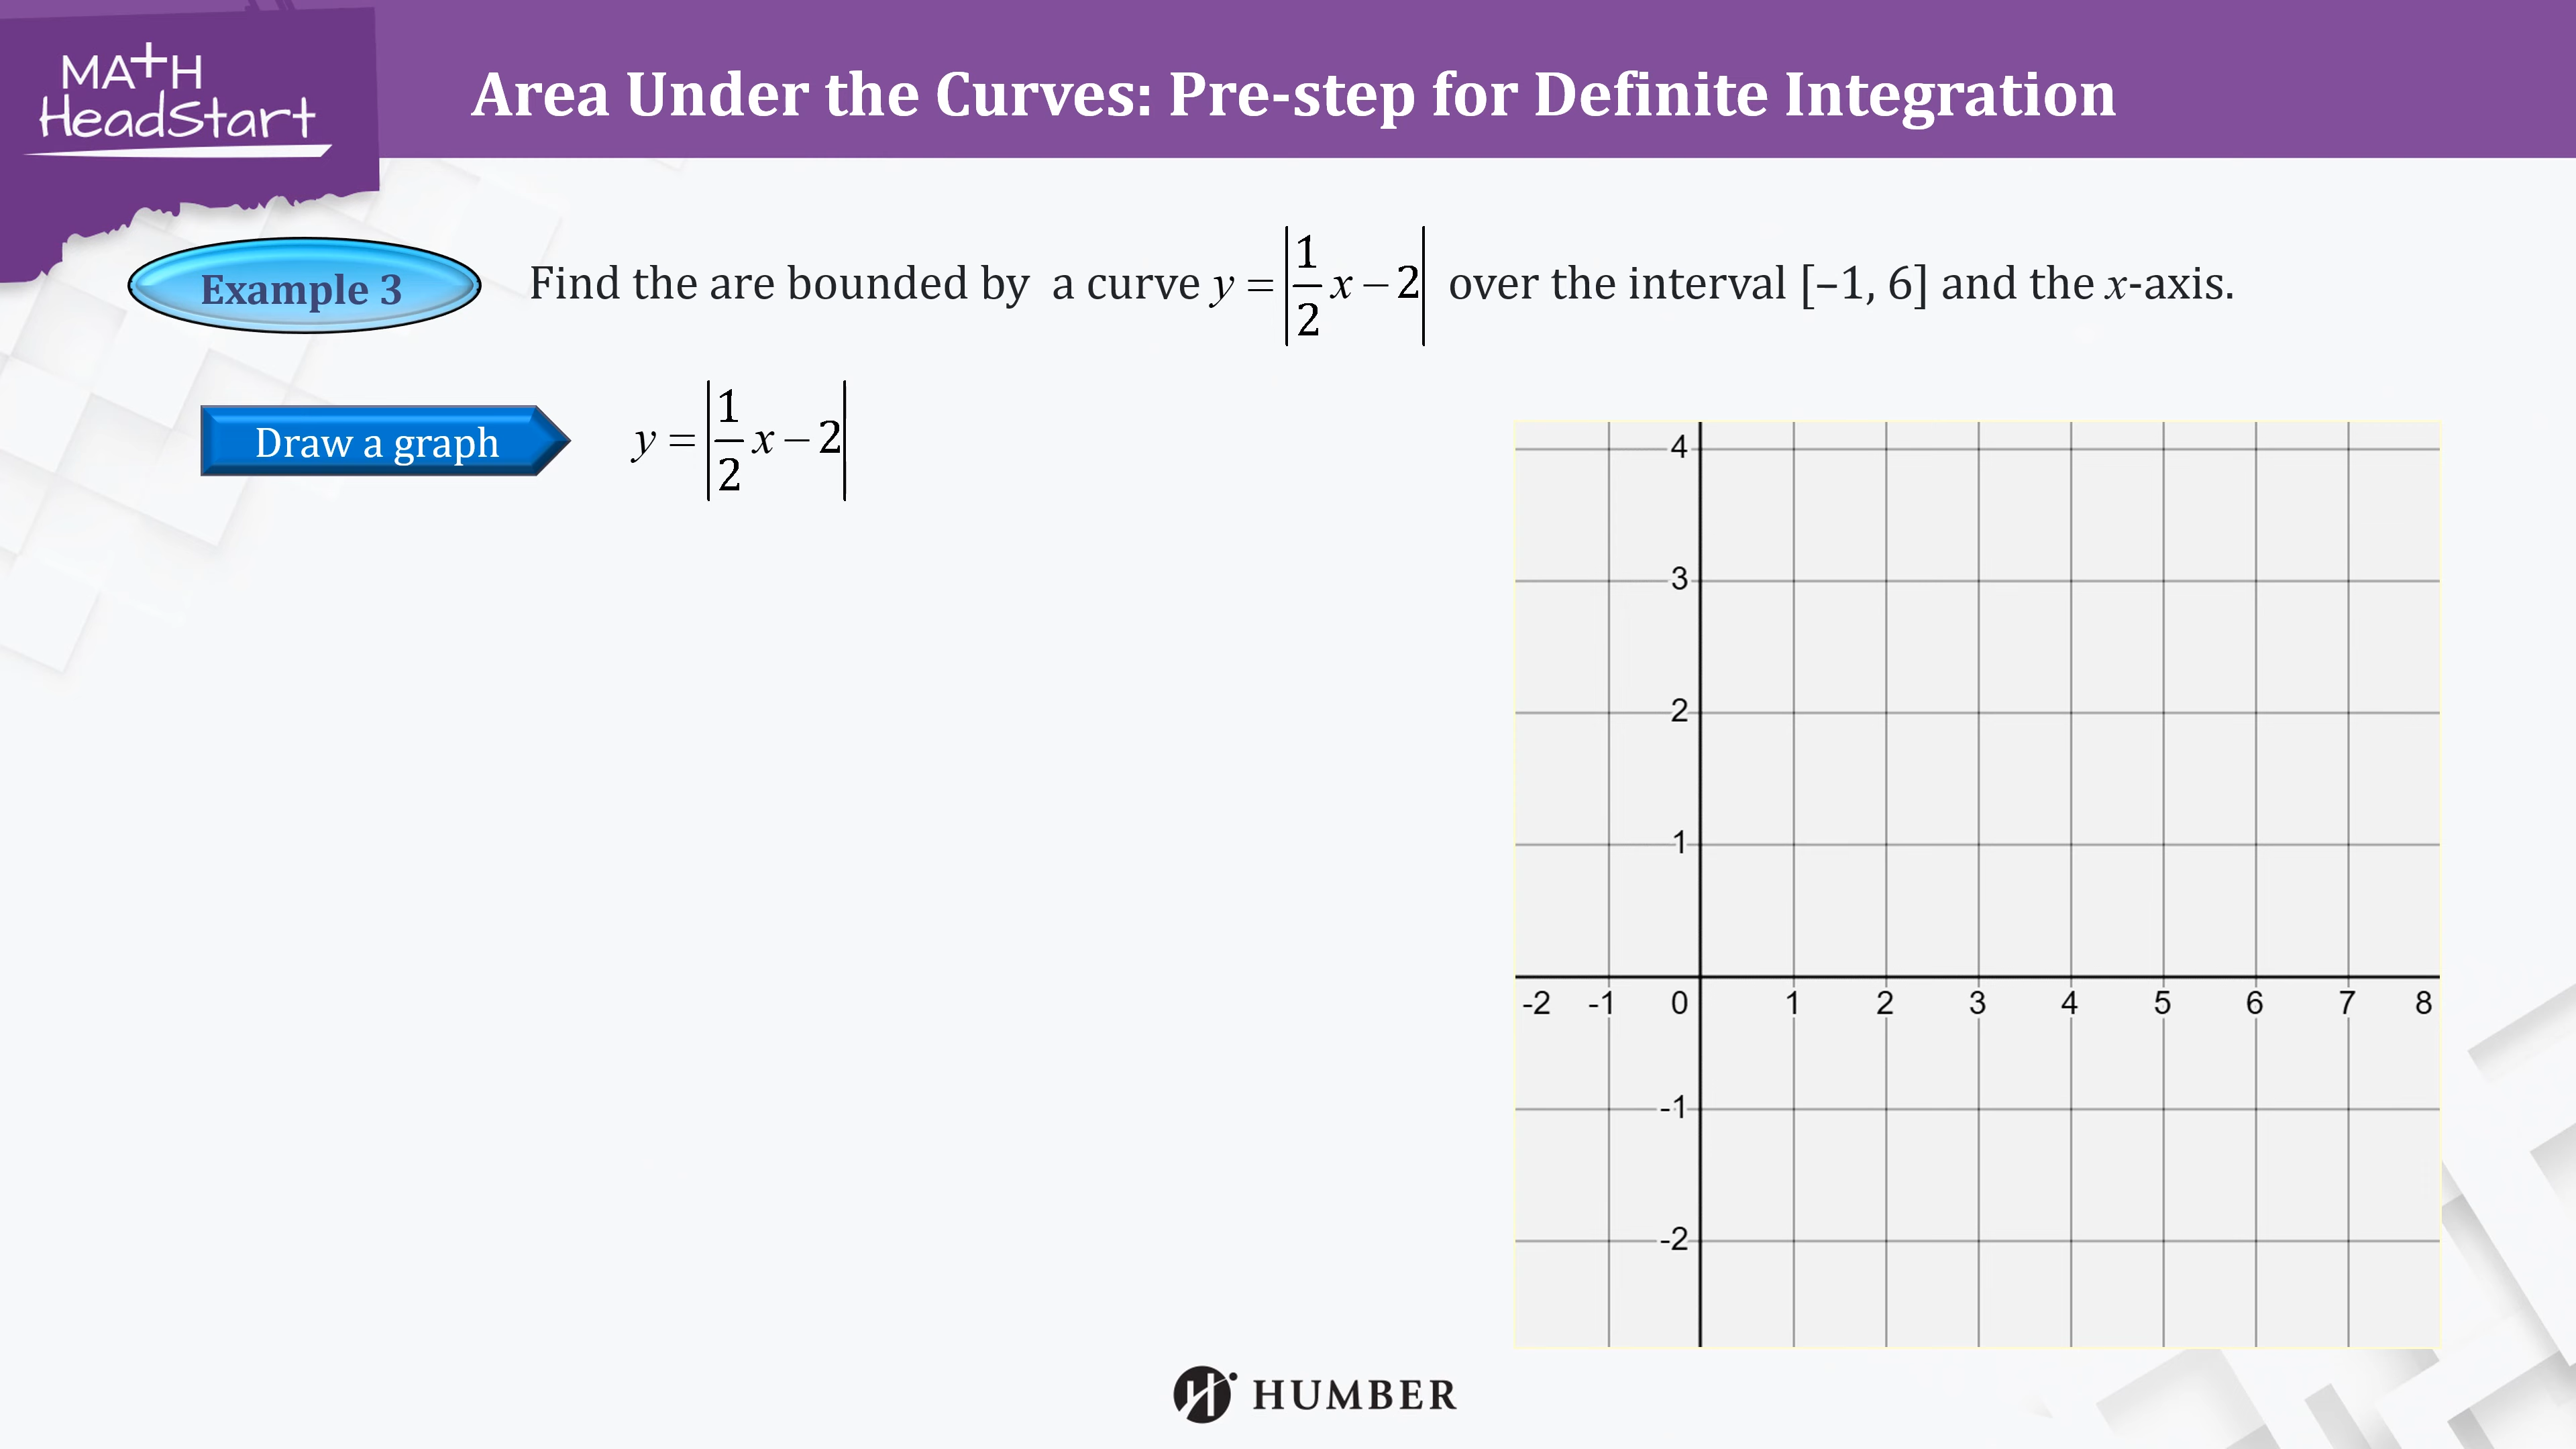 MATH
HeadStart
Area Under the Curves: Pre-step for Definite Integration
Example 3
Find the are bounded by a curve y = |1/2 x − 2| over the interval [−1, 6] and the x-axis.
Draw a graph
y = |1/2 x − 2|
4
3
2
1
-2 -1 0 1 2 3 4 5 6 7 8
-1
-2
HUMBER